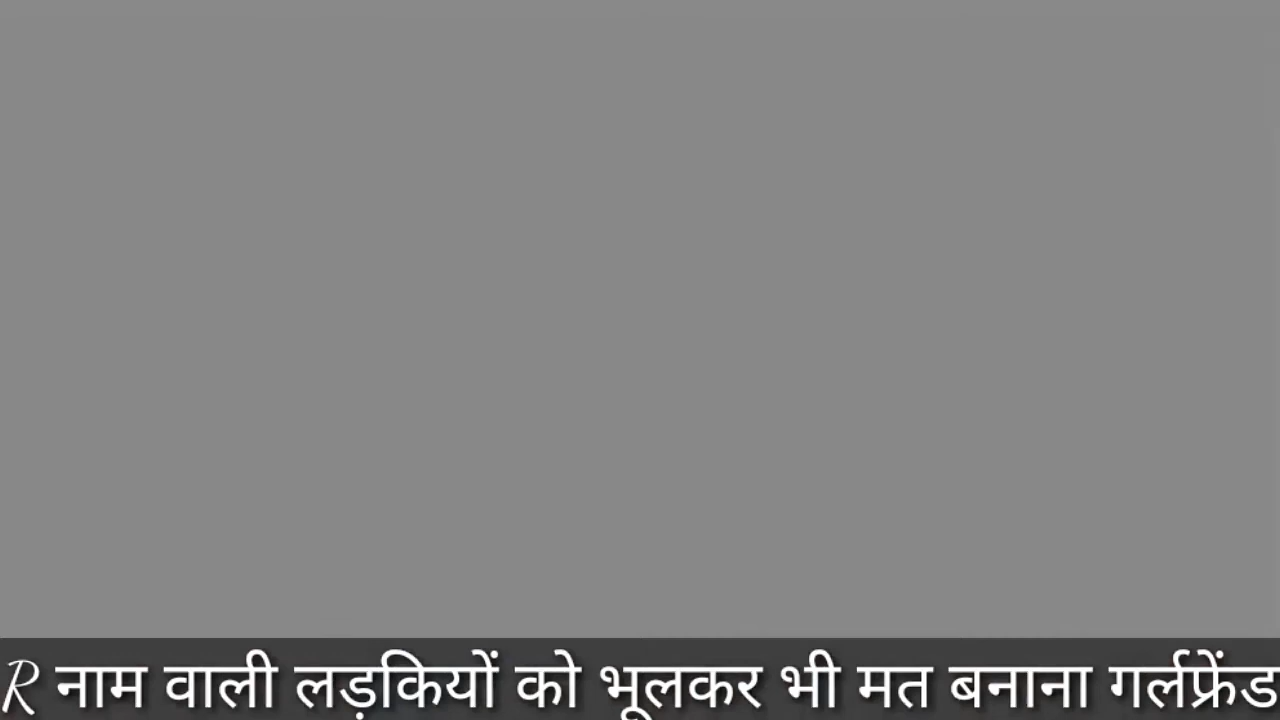 R नाम वाली लड़कियों को भूलकर भी मत बनाना गर्लफ्रेंड